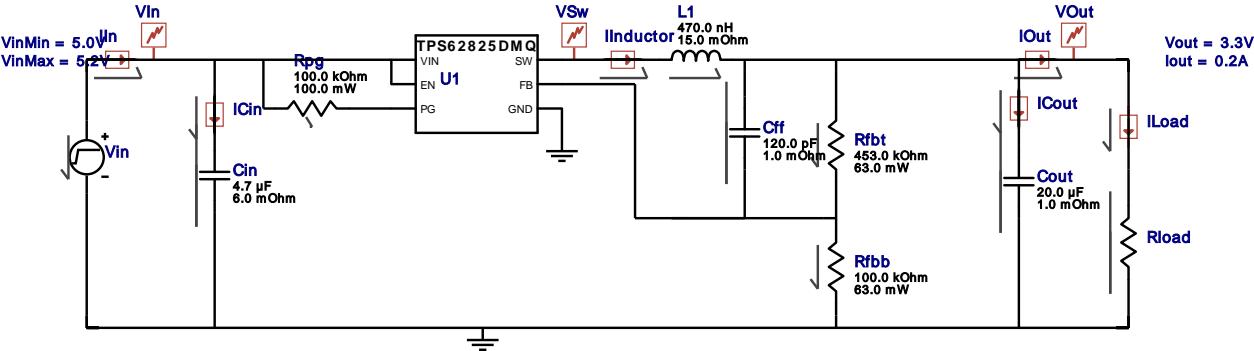 VIn
VinMin = 5.0V
VinMax = 5.2V
IIn
Rpg
100.0 kOhm
100.0 mW
ICin
Vin
+
−
Cin
4.7 µF
6.0 mOhm
TPS62825DMQ
VIN
EN
PG
U1
SW
FB
GND
VSw
IInductor
L1
470.0 nH
15.0 mOhm
Cff
120.0 pF
1.0 mOhm
Rfbt
453.0 kOhm
63.0 mW
Rfbb
100.0 kOhm
63.0 mW
IOut
VOut
Vout = 3.3V
Iout = 0.2A
ICout
Cout
20.0 µF
1.0 mOhm
ILoad
Rload